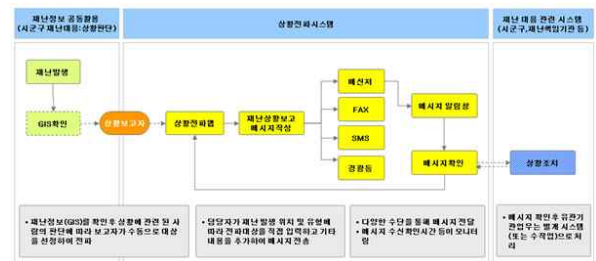 재난정보 공동활용
(시군구 재난대응:상황판단)
상황전파시스템
재난 대응 관련 시스템
(시군구,재난책임기관 등)
재난발생
GIS확인
상황보고자
상황전파맵
재난상황보고
메시지작성
메신저
FAX
SMS
경광등
메시지 알람성
메시지확인
상황조치
• 재난정보(GIS)를 확인후 상황에 관련 된 사
람의 판단에 따라 보고자가 수동으로 대상
을 선정하여 전파
• 담당자가 재난 발생 위치 및 유형에
따라 전파대상을 직접 입력하고 기타
내용을 추가하여 메시지 전송
• 다양한 수단을 통해 메시지 전달
• 메시지 수신확인시간 등이 모니터
링
• 메시지 확인후 유관기
관업무는 별개 시스템
(또는 수작업)으로 처
리